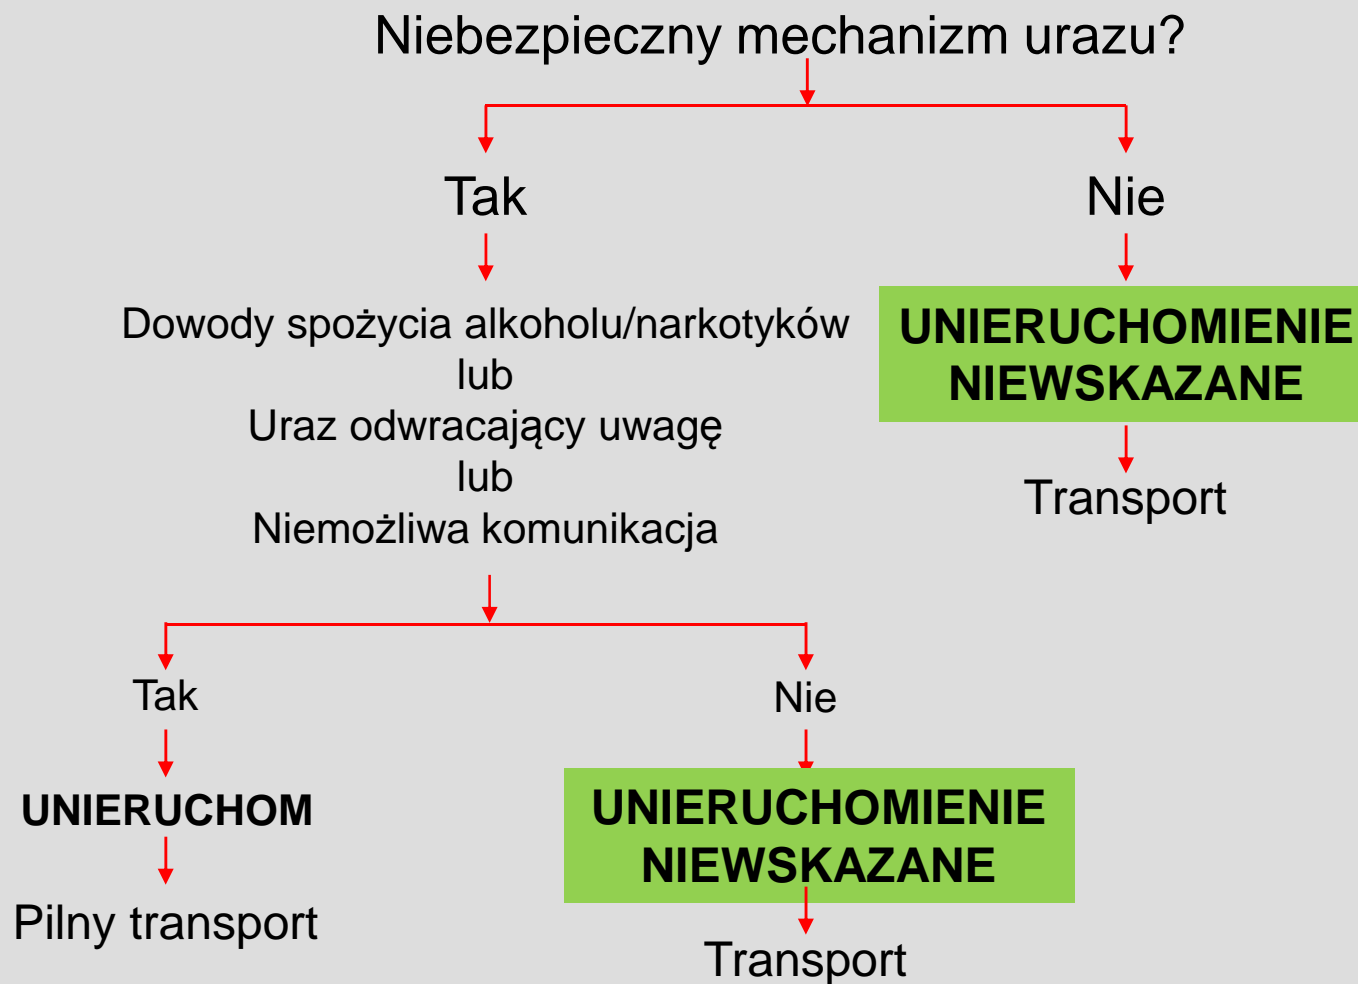 Niebezpieczny mechanizm urazu?
Tak
Nie
Dowody spożycia alkoholu/narkotyków
lub
Uraz odwracający uwagę
lub
Niemożliwa komunikacja
UNIERUCHOMIENIE
NIEWSKAZANE
Transport
Tak
Nie
UNIERUCHOM
Pilny transport
UNIERUCHOMIENIE
NIEWSKAZANE
Transport